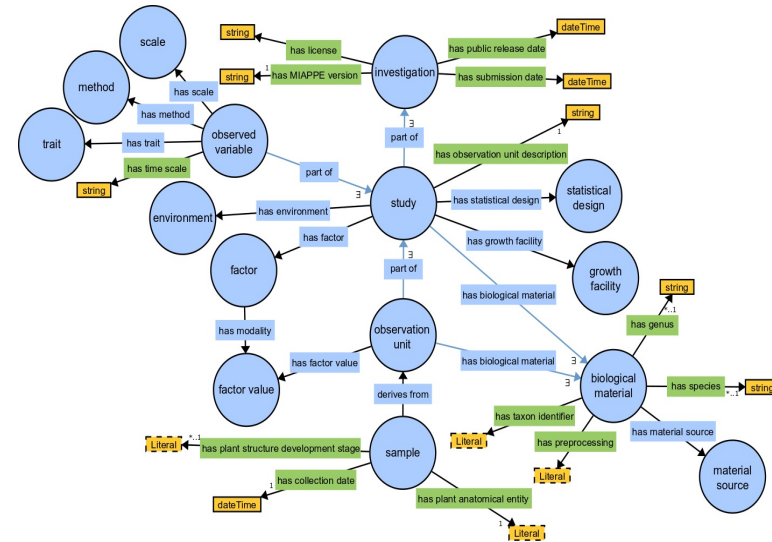 string
dateTime
scale
has license
has public release date
investigation
method
string
1
has MIAPPE version
has submission date
dateTime
has scale
∃
string
has method
part of
1
trait
has trait
observed
variable
has observation unit description
has time scale
string
part of
∃
has statistical design
statistical
design
environment
has environment
study
has factor
has growth facility
∃
factor
part of
growth
facility
has biological material
string
*..1
has modality
observation
unit
has genus
has factor value
has biological material
∃
∃
factor value
biological
material
has species
string
*..1
derives from
has taxon identifier
Literal
*..1
has plant structure development stage
Literal
has preprocessing
has material source
sample
Literal
has collection date
1
dateTime
has plant anatomical entity
material
source
1
Literal